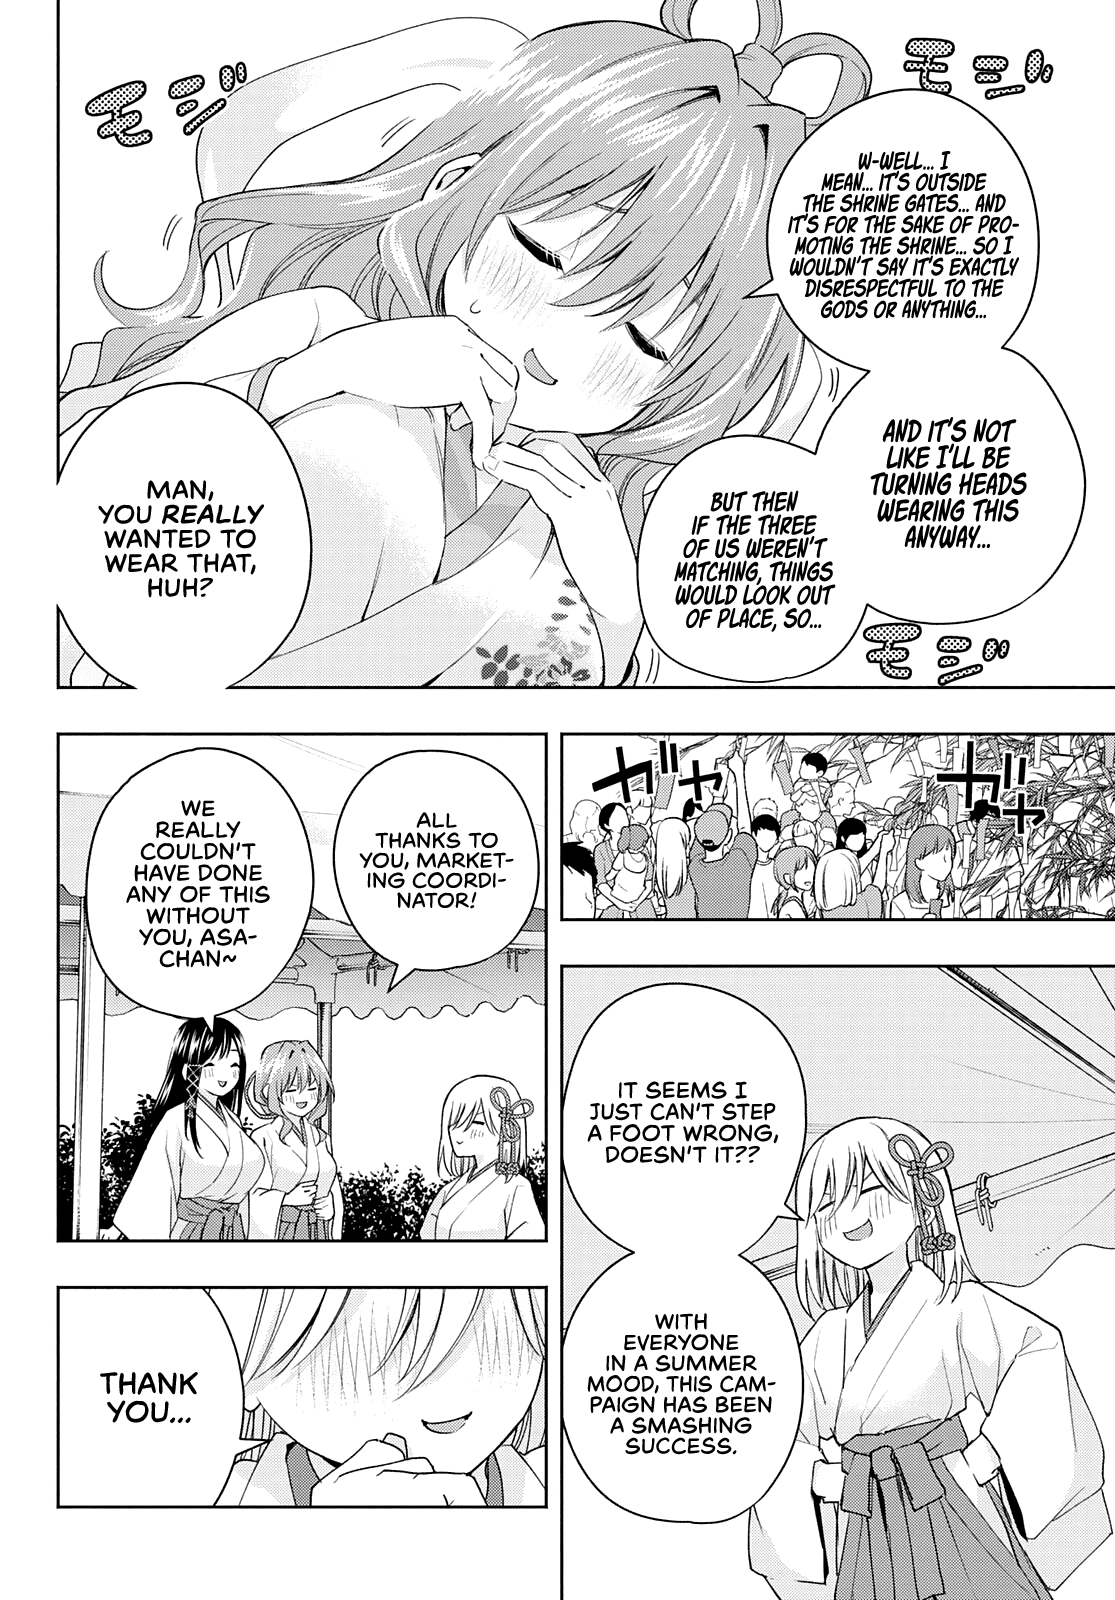 モジ
モジ
W-WELL... I
MEAN... IT'S OUTSIDE
THE SHRINE GATES... AND
IT'S FOR THE SAKE OF PRO-
MOTING THE SHRINE... SO I
WOULDN'T SAY IT'S EXACTLY
DISRESPECTFUL TO THE
GODS OR ANYTHING...
AND IT'S NOT
LIKE I'LL BE
TURNING HEADS
WEARING THIS
ANYWAY...
BUT THEN
IF THE THREE
OF US WEREN'T
MATCHING, THINGS
WOULD LOOK OUT
OF PLACE, SO...
モジ
MAN,
YOU REALLY
WANTED TO
WEAR THAT,
HUH?
ガヤ
ガヤ
IT SEEMS I
JUST CAN'T STEP
A FOOT WRONG,
DOESN'T IT??
WITH
EVERYONE
IN A SUMMER
MOOD, THIS CAM-
PAIGN HAS BEEN
A SMASHING
SUCCESS.
ALL
THANKS TO
YOU, MARKET-
ING COORDI-
NATOR!
WE
REALLY
COULDN'T
HAVE DONE
ANY OF THIS
WITHOUT
YOU, ASA-
CHAN~
THANK
YOU...